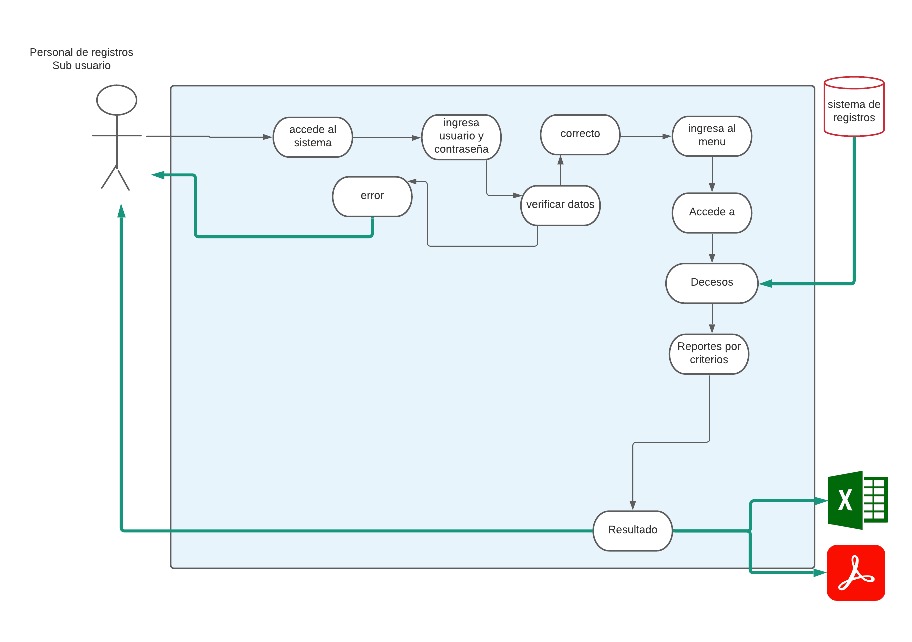 Personal de registros
Sub usuario
accede al
sistema
ingresa
usuario y
contraseña
correcto
ingresa al
menu
sistema de
registros
error
verificar datos
Accede a
Decesos
Reportes por
criterios
Resultado
X